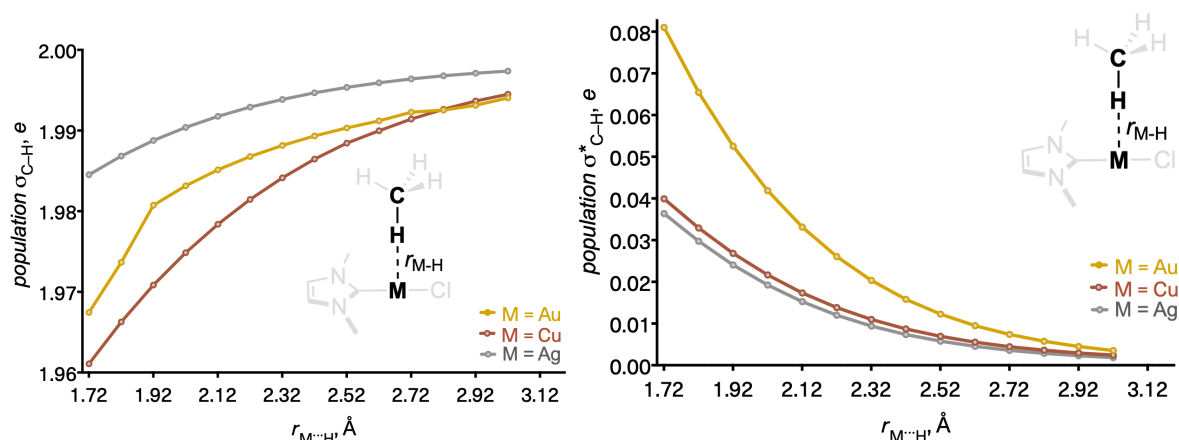 2.00
1.99
1.98
1.97
1.96
population σC–H, e
1.72 1.92 2.12 2.32 2.52 2.72 2.92 3.12
rM···H, Å
H
H
H
C
H
rM-H
N
M
Cl
N
M = Au
M = Cu
M = Ag
0.08
0.07
0.06
0.05
0.04
0.03
0.02
0.01
0.00
population σ*C–H, e
1.72 1.92 2.12 2.32 2.52 2.72 2.92 3.12
rM···H, Å
H
H
H
C
H
rM-H
N
M
Cl
N
M = Au
M = Cu
M = Ag